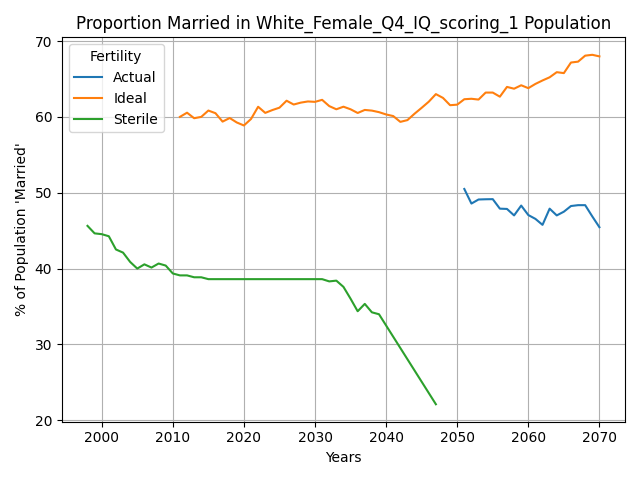 Proportion Married in White_Female_Q4_IQ_scoring_1 Population
Fertility
Actual
Ideal
Sterile
% of Population 'Married'
70
60
50
40
30
20
2000
2010
2020
2030
2040
2050
2060
2070
Years